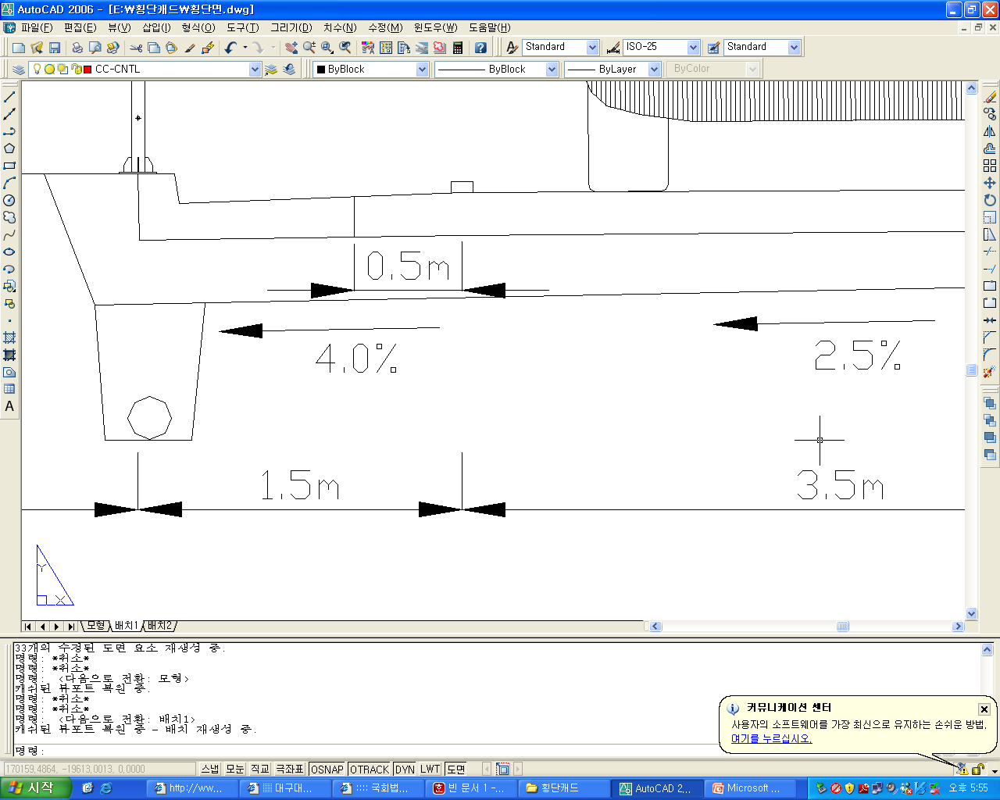 AutoCAD 2006 - [E:₩횡단캐드₩횡단면.dwg]
파일(F) 편집(E) 뷰(V) 삽입(I) 형식(O) 도구(T) 그리기(D) 치수(N) 수정(M) 윈도우(W) 도움말(H)
Standard ISO-25 Standard
CC-CNTL ByBlock ByBlock ByLayer ByColor
0.5m
4.0% 2.5%
1.5m 3.5m
Y
X
모형 배치1 배치2
33개의 수정된 도면 요소 재생성 중.
명령: *취소*
명령: *취소*
명령: <다음으로 전환: 모형>
캐쉬된 뷰포트 복원 중.
명령: *취소*
명령: *취소*
명령: <다음으로 전환: 배치1>
캐쉬된 뷰포트 복원 중 - 배치 재생성 중.
명령:
커뮤니케이션 센터
사용자의 소프트웨어를 가장 최신으로 유지하는 손쉬운 방법.
여기를 누르십시오.
170159,4864, -19613,0013, 0,0000 스냅 모눈 직교 극좌표 OSNAP OTRACK DYN LWT 도면
시작 http://ww... 대구대... :::: 국회법... 빈 문서 1 -... 횡단캐드 AutoCAD 2... Microsoft ... 오후 5:55